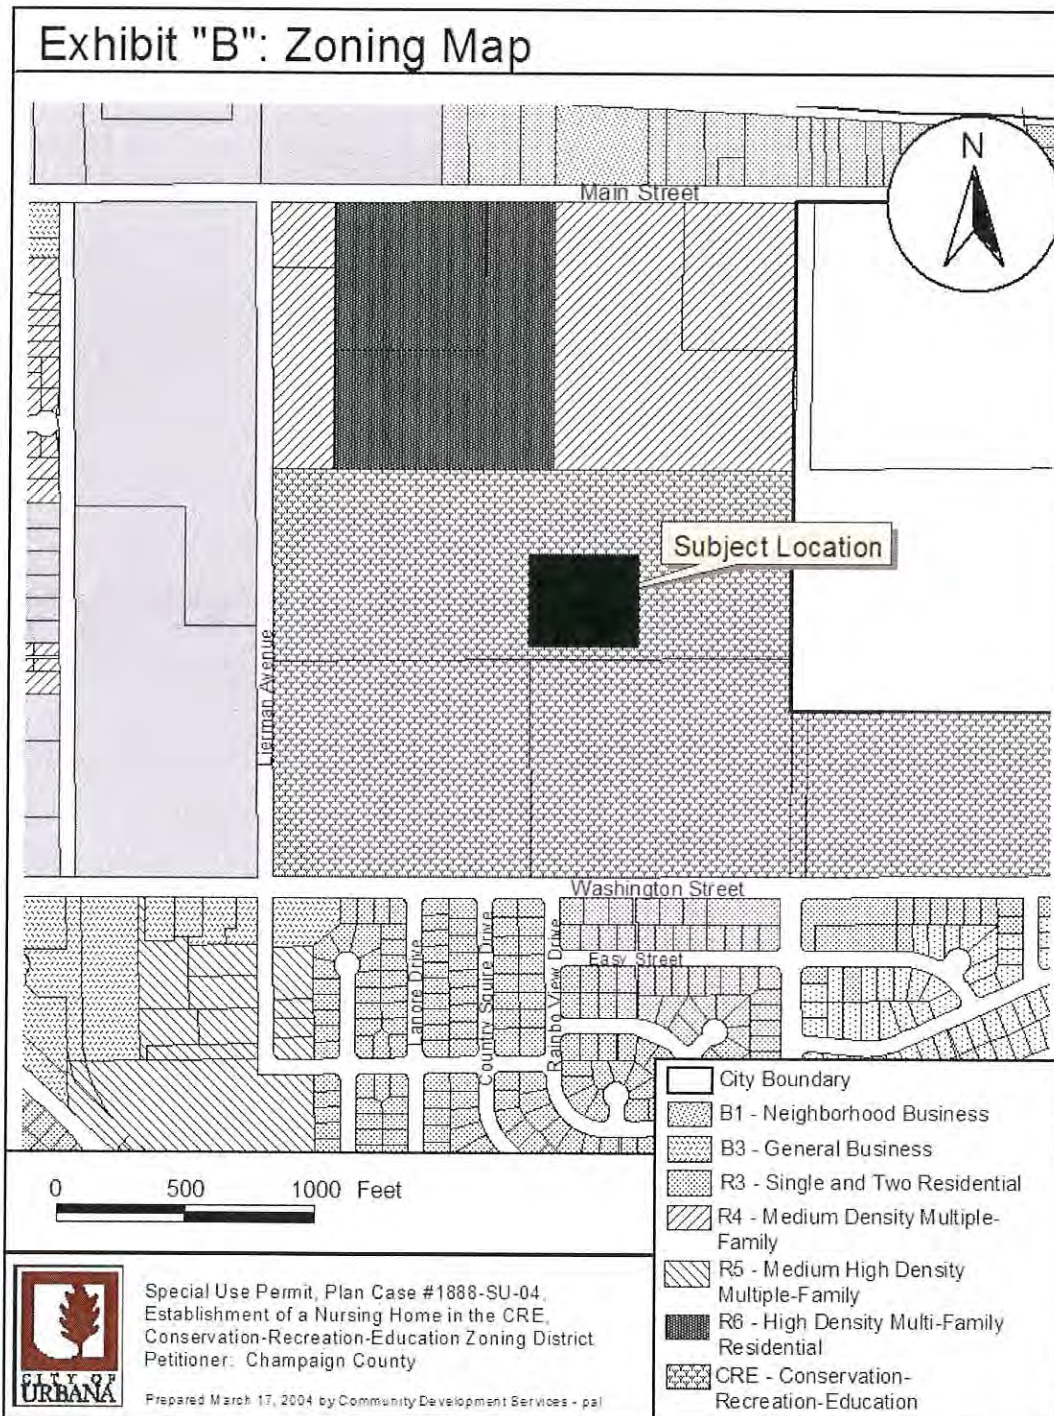 Exhibit "B": Zoning Map
N
Main Street
Subject Location
Lierman Avenue
Washington Street
Easy Street
Lanore Drive
Country Squire Drive
Rainbo View Drive
City Boundary
B1 - Neighborhood Business
B3 - General Business
R3 - Single and Two Residential
R4 - Medium Density Multiple-
Family
R5 - Medium High Density
Multiple-Family
R6 - High Density Multi-Family
Residential
CRE - Conservation-
Recreation-Education
0 500 1000 Feet
CITY OF
URBANA
Special Use Permit, Plan Case #1888-SU-04,
Establishment of a Nursing Home in the CRE,
Conservation-Recreation-Education Zoning District
Petitioner: Champaign County
Prepared March 17, 2004 by Community Development Services - pal